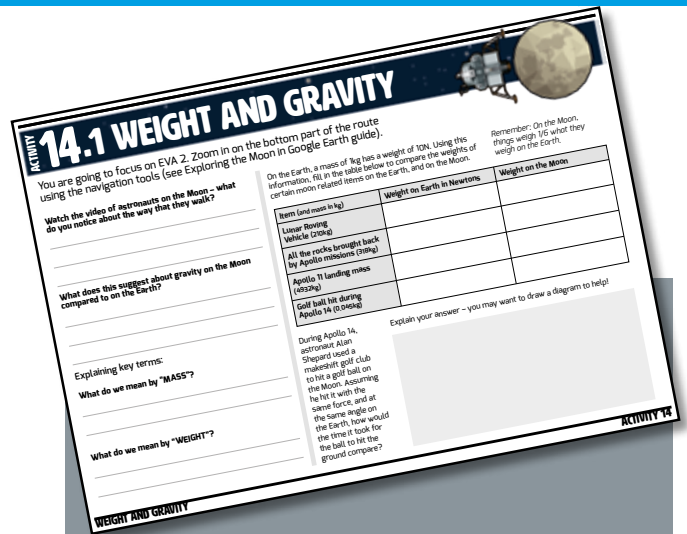 ACTIVITY
14.1 WEIGHT AND GRAVITY
You are going to focus on EVA 2. Zoom in on the bottom part of the route
using the navigation tools (see Exploring the Moon in Google Earth guide).
Watch the video of astronauts on the Moon – what
do you notice about the way that they walk?
What does this suggest about gravity on the Moon
compared to on the Earth?
Explaining key terms:
What do we mean by "MASS"?
What do we mean by "WEIGHT"?
On the Earth, a mass of 1kg has a weight of 10N. Using this
information, fill in the table below to compare the weights of
certain moon related items on the Earth, and on the Moon.
Remember: On the Moon,
things weigh 1/6 what they
weigh on the Earth.
Item (and mass in kg)
Weight on Earth in Newtons
Weight on the Moon
Lunar Roving
Vehicle (210kg)
All the rocks brought back
by Apollo missions (318kg)
Apollo 11 landing mass
(4932kg)
Golf ball hit during
Apollo 14 (0.045kg)
During Apollo 14,
astronaut Alan
Shepard used a
makeshift golf club
to hit a golf ball on
the Moon. Assuming
he hit it with the
same force, and at
the same angle on
the Earth, how would
the time it took for
the ball to hit the
ground compare?
Explain your answer – you may want to draw a diagram to help!
WEIGHT AND GRAVITY
ACTIVITY 14